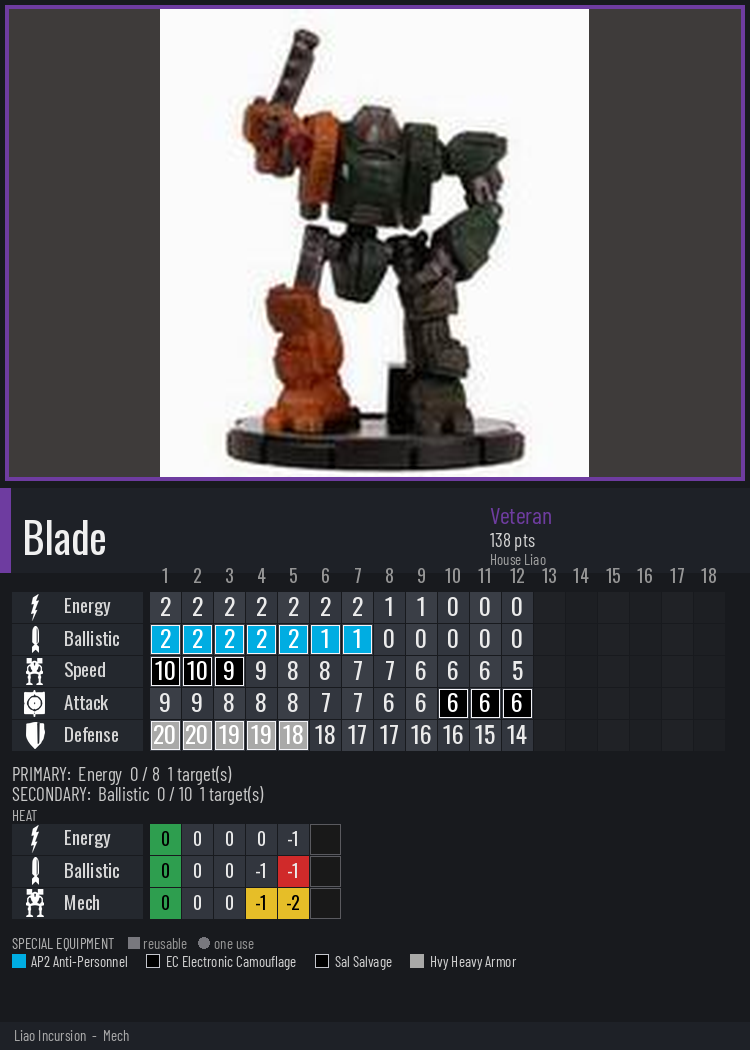 Blade
Veteran
138 pts
House Liao
1 2 3 4 5 6 7 8 9 10 11 12 13 14 15 16 17 18
Energy 2 2 2 2 2 2 2 1 1 0 0 0
Ballistic 2 2 2 2 2 1 1 0 0 0 0 0
Speed 10 10 9 9 8 8 7 7 6 6 6 5
Attack 9 9 8 8 8 7 7 6 6 6 6 6
Defense 20 20 19 19 18 18 17 17 16 16 15 14
PRIMARY: Energy 0 / 8 1 target(s)
SECONDARY: Ballistic 0 / 10 1 target(s)
HEAT
Energy 0 0 0 0 -1
Ballistic 0 0 0 -1 -1
Mech 0 0 0 -1 -2
SPECIAL EQUIPMENT reusable one use
AP2 Anti-Personnel EC Electronic Camouflage Sal Salvage Hvy Heavy Armor
Liao Incursion - Mech